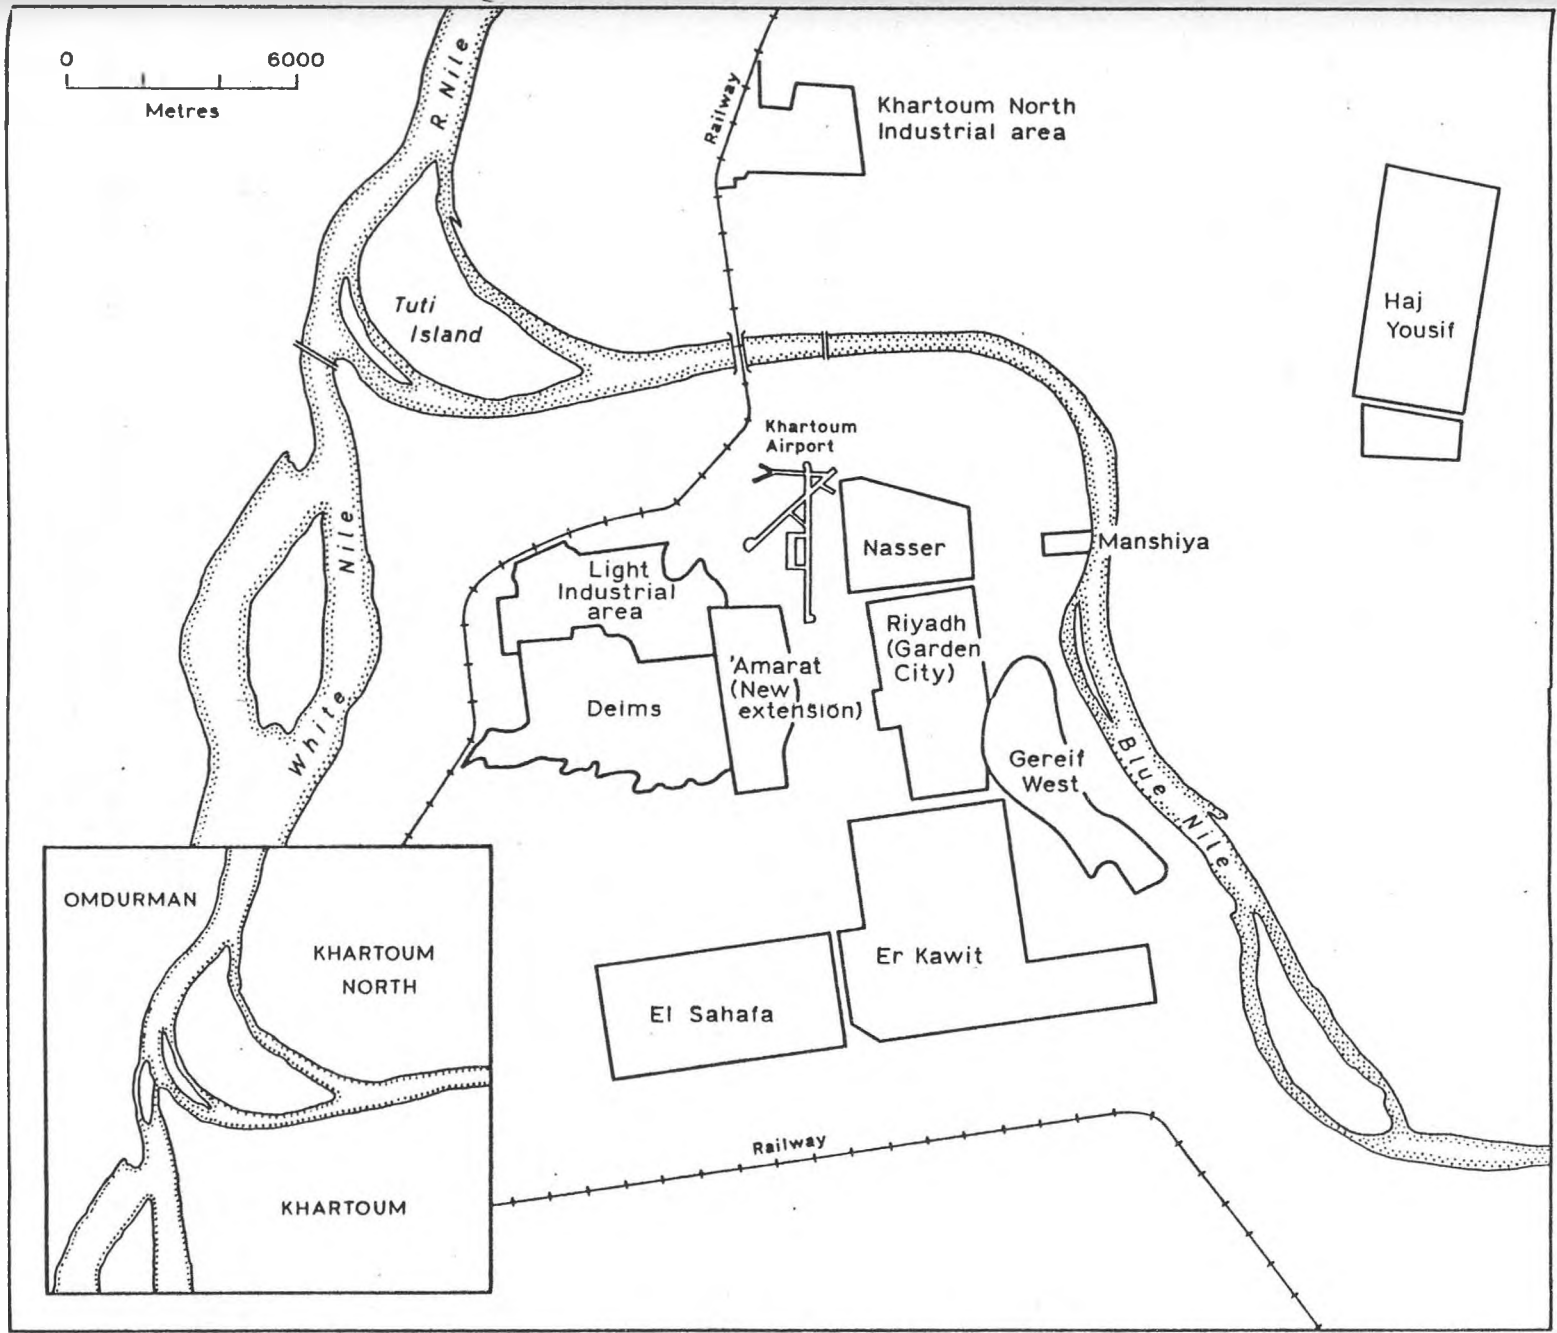 0 6000
Metres
R. Nile
Railway
Khartoum North
Industrial area
Haj
Yousif
Tuti
Island
Khartoum
Airport
Nasser
Manshiya
Light
Industrial
area
Riyadh
(Garden
City)
'Amarat
(New)
extension)
Deims
White Nile
Gereif
West
Blue Nile
Er Kawit
El Sahafa
Railway
OMDURMAN
KHARTOUM
NORTH
KHARTOUM